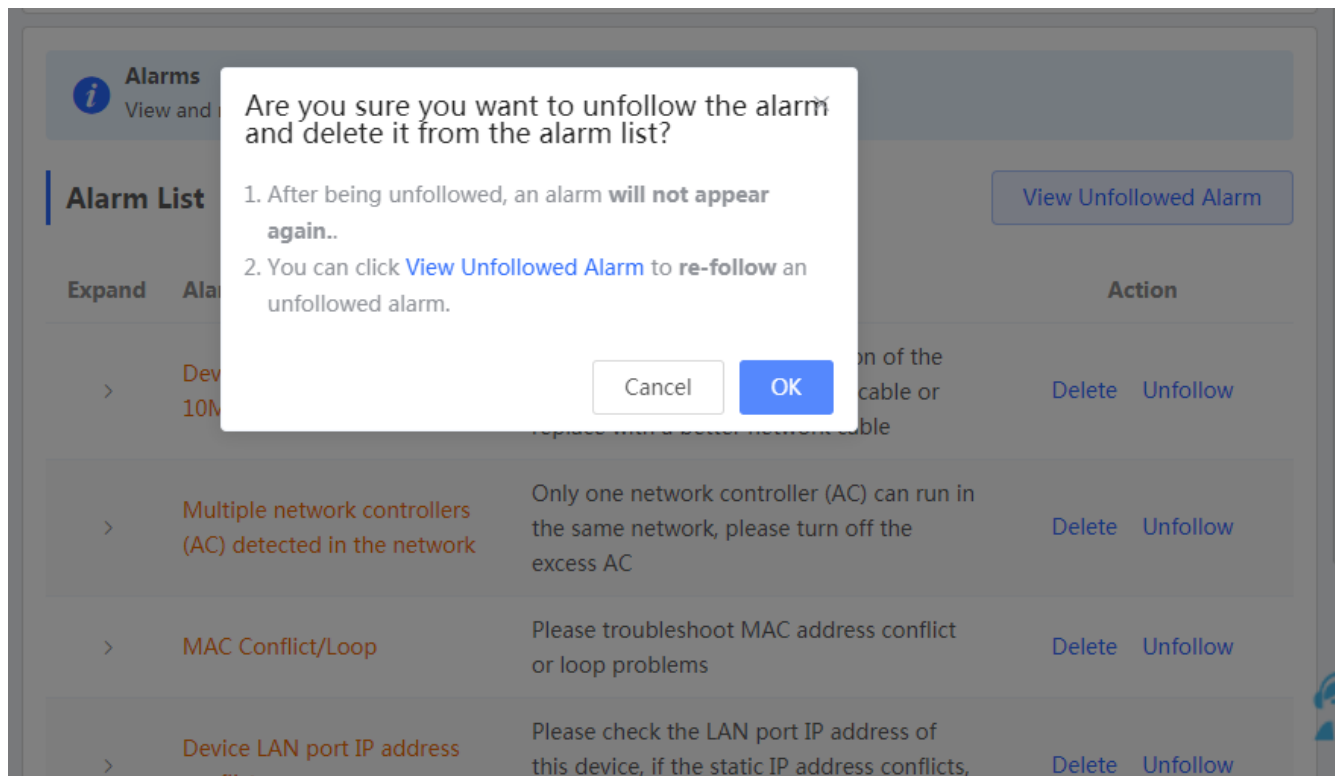 Alarms
View and
Are you sure you want to unfollow the alarm
and delete it from the alarm list?
Alarm List
1. After being unfollowed, an alarm will not appear
again..
View Unfollowed Alarm
2. You can click View Unfollowed Alarm to re-follow an
unfollowed alarm.
Expand
Action
Cancel
OK
of the
cable or
replace with a better network cable
Delete Unfollow
Multiple network controllers
(AC) detected in the network
Only one network controller (AC) can run in
the same network, please turn off the
excess AC
Delete Unfollow
MAC Conflict/Loop
Please troubleshoot MAC address conflict
or loop problems
Delete Unfollow
Device LAN port IP address
Please check the LAN port IP address of
this device, if the static IP address conflicts,
Delete Unfollow